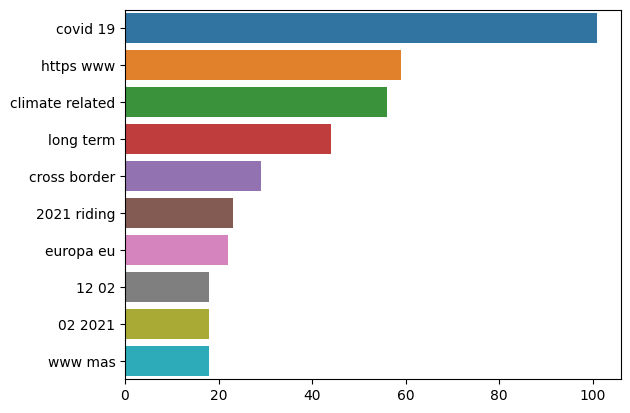 covid 19
https www
climate related
long term
cross border
2021 riding
europa eu
12 02
02 2021
www mas
0 20 40 60 80 100